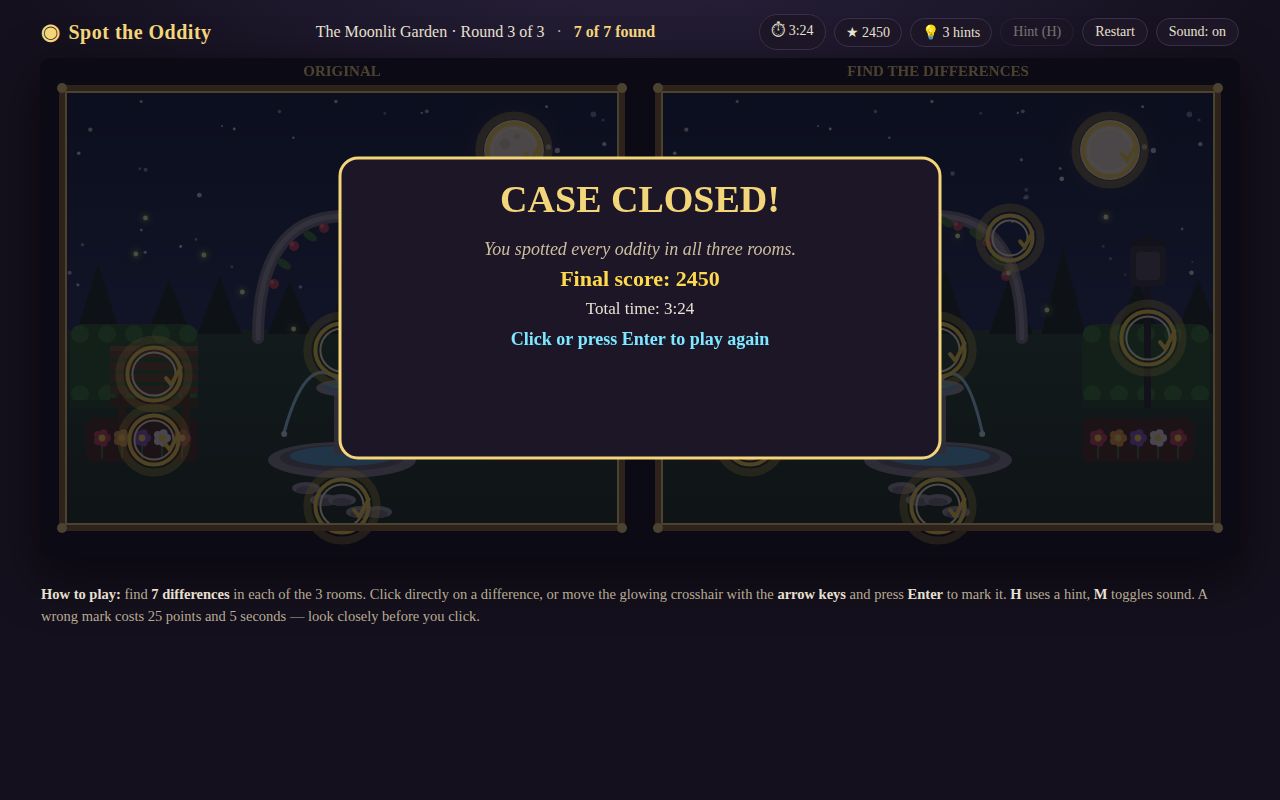 ◉ Spot the Oddity
The Moonlit Garden · Round 3 of 3 · 7 of 7 found
⏱ 3:24
★ 2450
💡 3 hints
Hint (H)
Restart
Sound: on
ORIGINAL
FIND THE DIFFERENCES
CASE CLOSED!
You spotted every oddity in all three rooms.
Final score: 2450
Total time: 3:24
Click or press Enter to play again
How to play: find 7 differences in each of the 3 rooms. Click directly on a difference, or move the glowing crosshair with the arrow keys and press Enter to mark it. H uses a hint, M toggles sound. A
wrong mark costs 25 points and 5 seconds — look closely before you click.